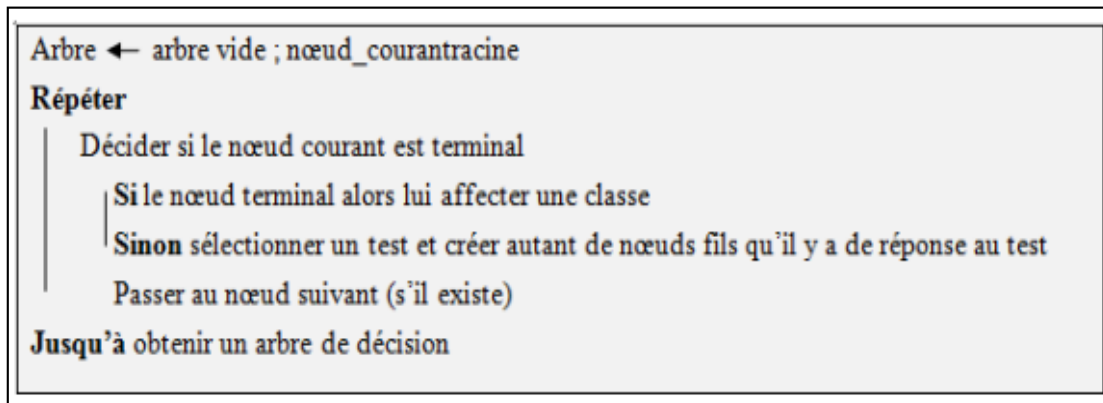 Arbre ← arbre vide ; nœud_courantracine
Répéter
Décider si le nœud courant est terminal
Si le nœud terminal alors lui affecter une classe
Sinon sélectionner un test et créer autant de nœuds fils qu'il y a de réponse au test
Passer au nœud suivant (s'il existe)
Jusqu'à obtenir un arbre de décision